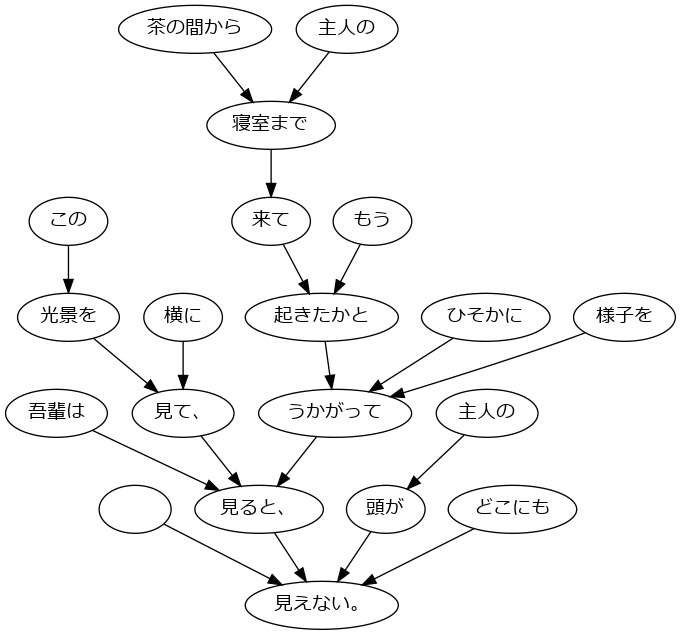 茶の間から
主人の
寝室まで
この
来て
もう
光景を
横に
起きたかと
ひそかに
様子を
吾輩は
見て、
うかがって
主人の
見ると、
頭が
どこにも
見えない。